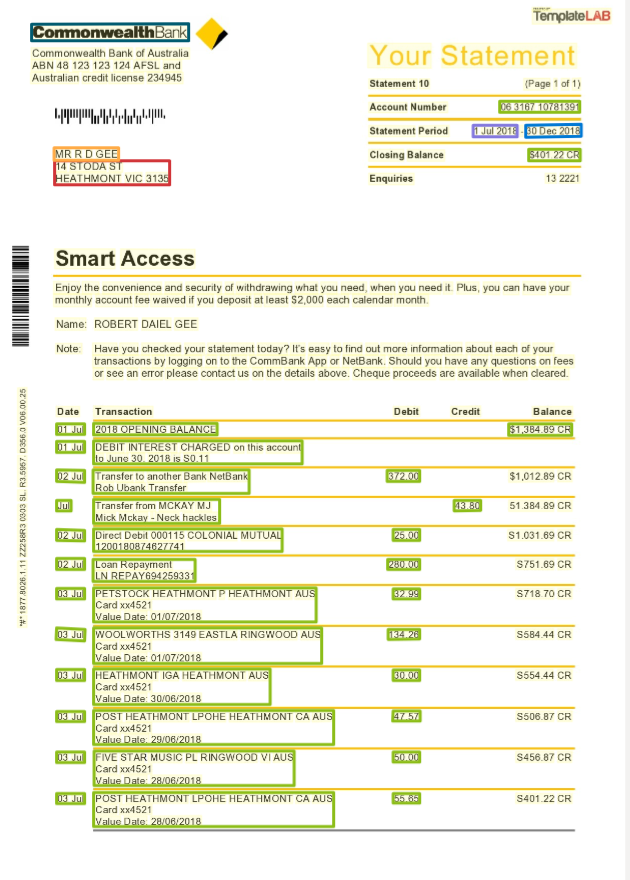 TemplateLAB
CommonwealthBank
Commonwealth Bank of Australia
ABN 48 123 123 124 AFSL and
Australian credit license 234945
Your Statement
Statement 10 (Page 1 of 1)
Account Number 06 3167 10781391
Statement Period 1 Jul 2018 - 30 Dec 2018
Closing Balance $401.22 CR
Enquiries 13 2221
MR R D GEE
14 STODA ST
HEATHMONT VIC 3135
Smart Access
Enjoy the convenience and security of withdrawing what you need, when you need it. Plus, you can have your
monthly account fee waived if you deposit at least $2,000 each calendar month.
Name: ROBERT DAIEL GEE
Note: Have you checked your statement today? It's easy to find out more information about each of your
transactions by logging on to the CommBank App or NetBank. Should you have any questions on fees
or see an error please contact us on the details above. Cheque proceeds are available when cleared.
Date Transaction Debit Credit Balance
01 Jul 2018 OPENING BALANCE $1,384.89 CR
01 Jul DEBIT INTEREST CHARGED on this account
to June 30. 2018 is S0.11
02 Jul Transfer to another Bank NetBank 372.00 $1,012.89 CR
Rob Ubank Transfer
Jul Transfer from MCKAY MJ 43.80 51.384.89 CR
Mick Mckay - Neck hackles
02 Jul Direct Debit 000115 COLONIAL MUTUAL 25.00 S1.031.69 CR
1200180874627741
02 Jul Loan Repayment 280.00 S751.69 CR
LN REPAY694259331
03 Jul PETSTOCK HEATHMONT P HEATHMONT AUS 32.99 S718.70 CR
Card xx4521
Value Date: 01/07/2018
03 Jul WOOLWORTHS 3149 EASTLA RINGWOOD AUS 134.26 S584.44 CR
Card xx4521
Value Date: 01/07/2018
03 Jul HEATHMONT IGA HEATHMONT AUS 30.00 S554.44 CR
Card xx4521
Value Date: 30/06/2018
03 Jul POST HEATHMONT LPOHE HEATHMONT CA AUS 47.57 S506.87 CR
Card xx4521
Value Date: 29/06/2018
03 Jul FIVE STAR MUSIC PL RINGWOOD VI AUS 50.00 S456.87 CR
Card xx4521
Value Date: 28/06/2018
03 Jul POST HEATHMONT LPOHE HEATHMONT CA AUS 55.65 S401.22 CR
Card xx4521
Value Date: 28/06/2018